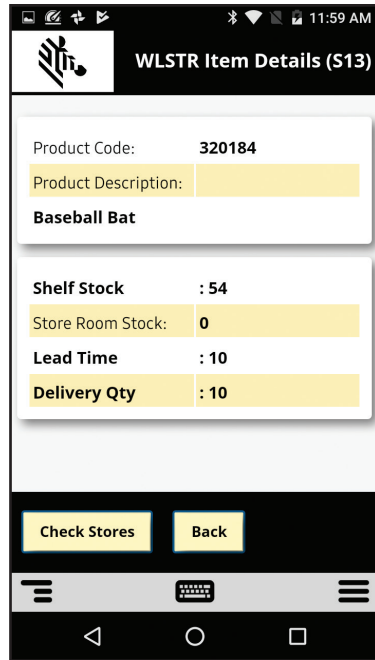 11:59 AM
WLSTR Item Details (S13)
Product Code: 320184
Product Description:
Baseball Bat
Shelf Stock : 54
Store Room Stock: 0
Lead Time : 10
Delivery Qty : 10
Check Stores Back